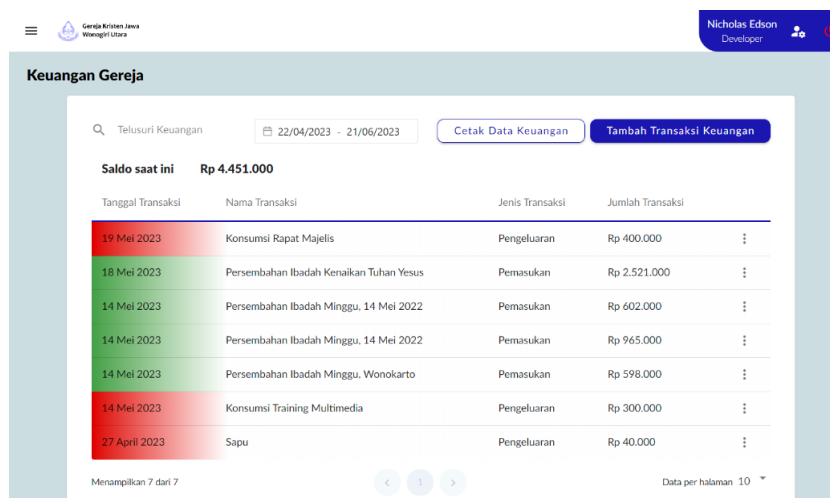 Gereja Kristen Jawa
Wonogiri Utara
Nicholas Edson
Developer
Keuangan Gereja
Telusuri Keuangan
22/04/2023 - 21/06/2023
Cetak Data Keuangan
Tambah Transaksi Keuangan
Saldo saat ini Rp 4.451.000
Tanggal Transaksi Nama Transaksi Jenis Transaksi Jumlah Transaksi
19 Mei 2023 Konsumsi Rapat Majelis Pengeluaran Rp 400.000
18 Mei 2023 Persembahan Ibadah Kenaikan Tuhan Yesus Pemasukan Rp 2.521.000
14 Mei 2023 Persembahan Ibadah Minggu, 14 Mei 2022 Pemasukan Rp 602.000
14 Mei 2023 Persembahan Ibadah Minggu, 14 Mei 2022 Pemasukan Rp 965.000
14 Mei 2023 Persembahan Ibadah Minggu, Wonokarto Pemasukan Rp 598.000
14 Mei 2023 Konsumsi Training Multimedia Pengeluaran Rp 300.000
27 April 2023 Sapu Pengeluaran Rp 40.000
Menampilkan 7 dari 7 1 Data per halaman 10